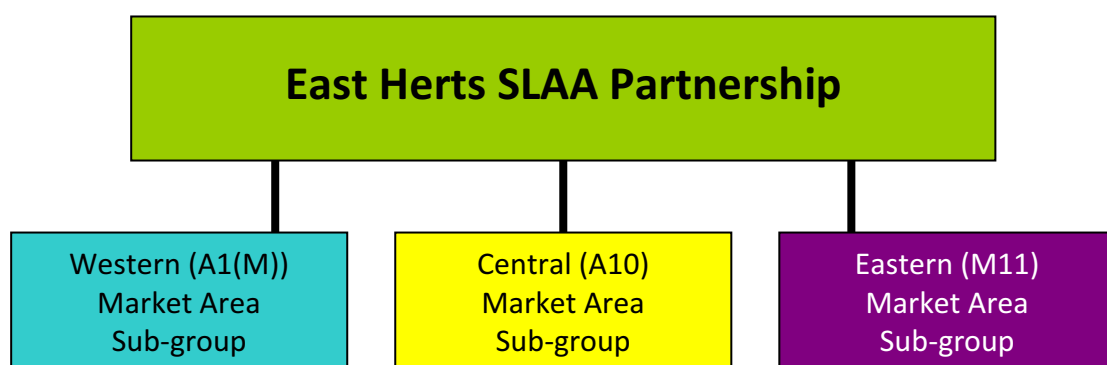 East Herts SLAA Partnership
Western (A1(M))
Market Area
Sub-group
Central (A10)
Market Area
Sub-group
Eastern (M11)
Market Area
Sub-group